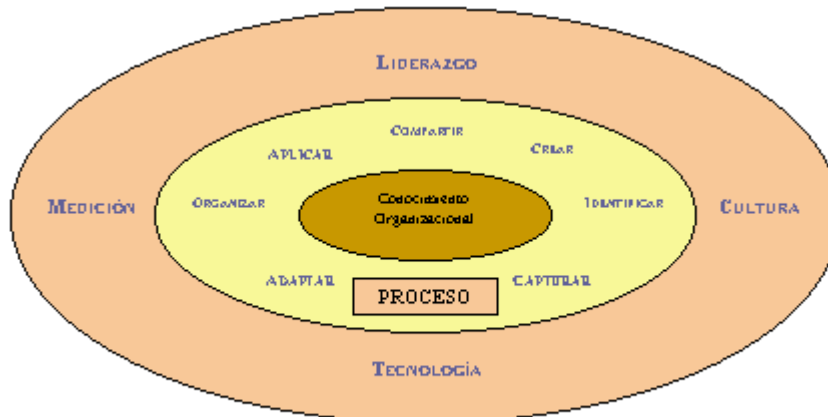 LIDERAZGO
COMPARTIR
APLICAR
CREAR
MEDICIÓN
ORGANIZAR
Conocimiento
Organizacional
IDENTIFICAR
CULTURA
ADAPTAR
PROCESO
CAPTURAR
TECNOLOGÍA